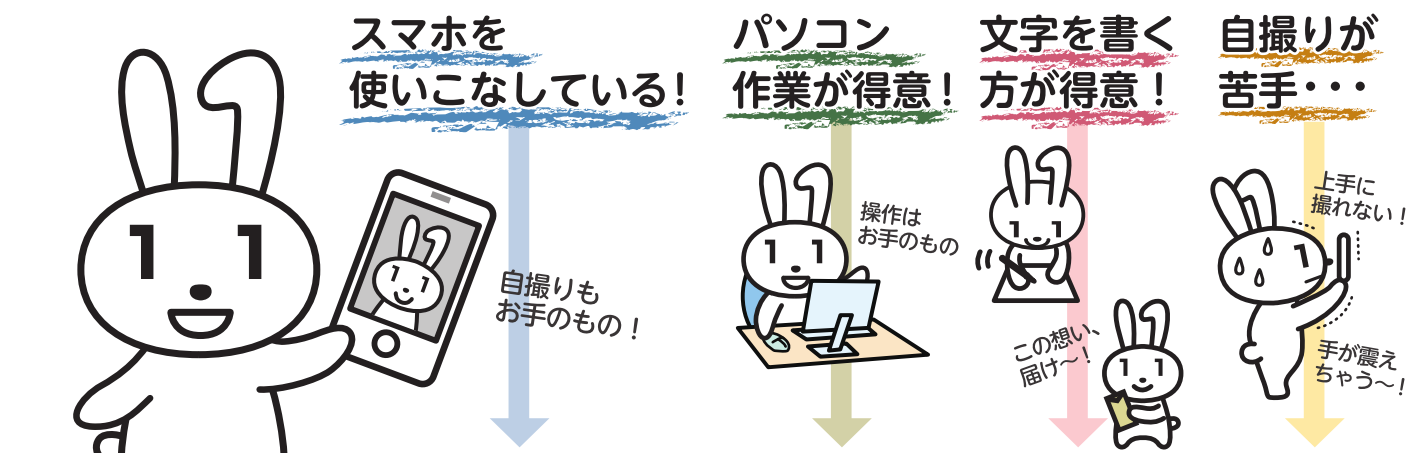 スマホを
使いこなしている！
自撮りも
お手のもの！
パソコン
作業が得意！
操作は
お手のもの
文字を書く
方が得意！
この想い、
届け〜！
自撮りが
苦手・・・
上手に
撮れない！
手が震え
ちゃう〜！